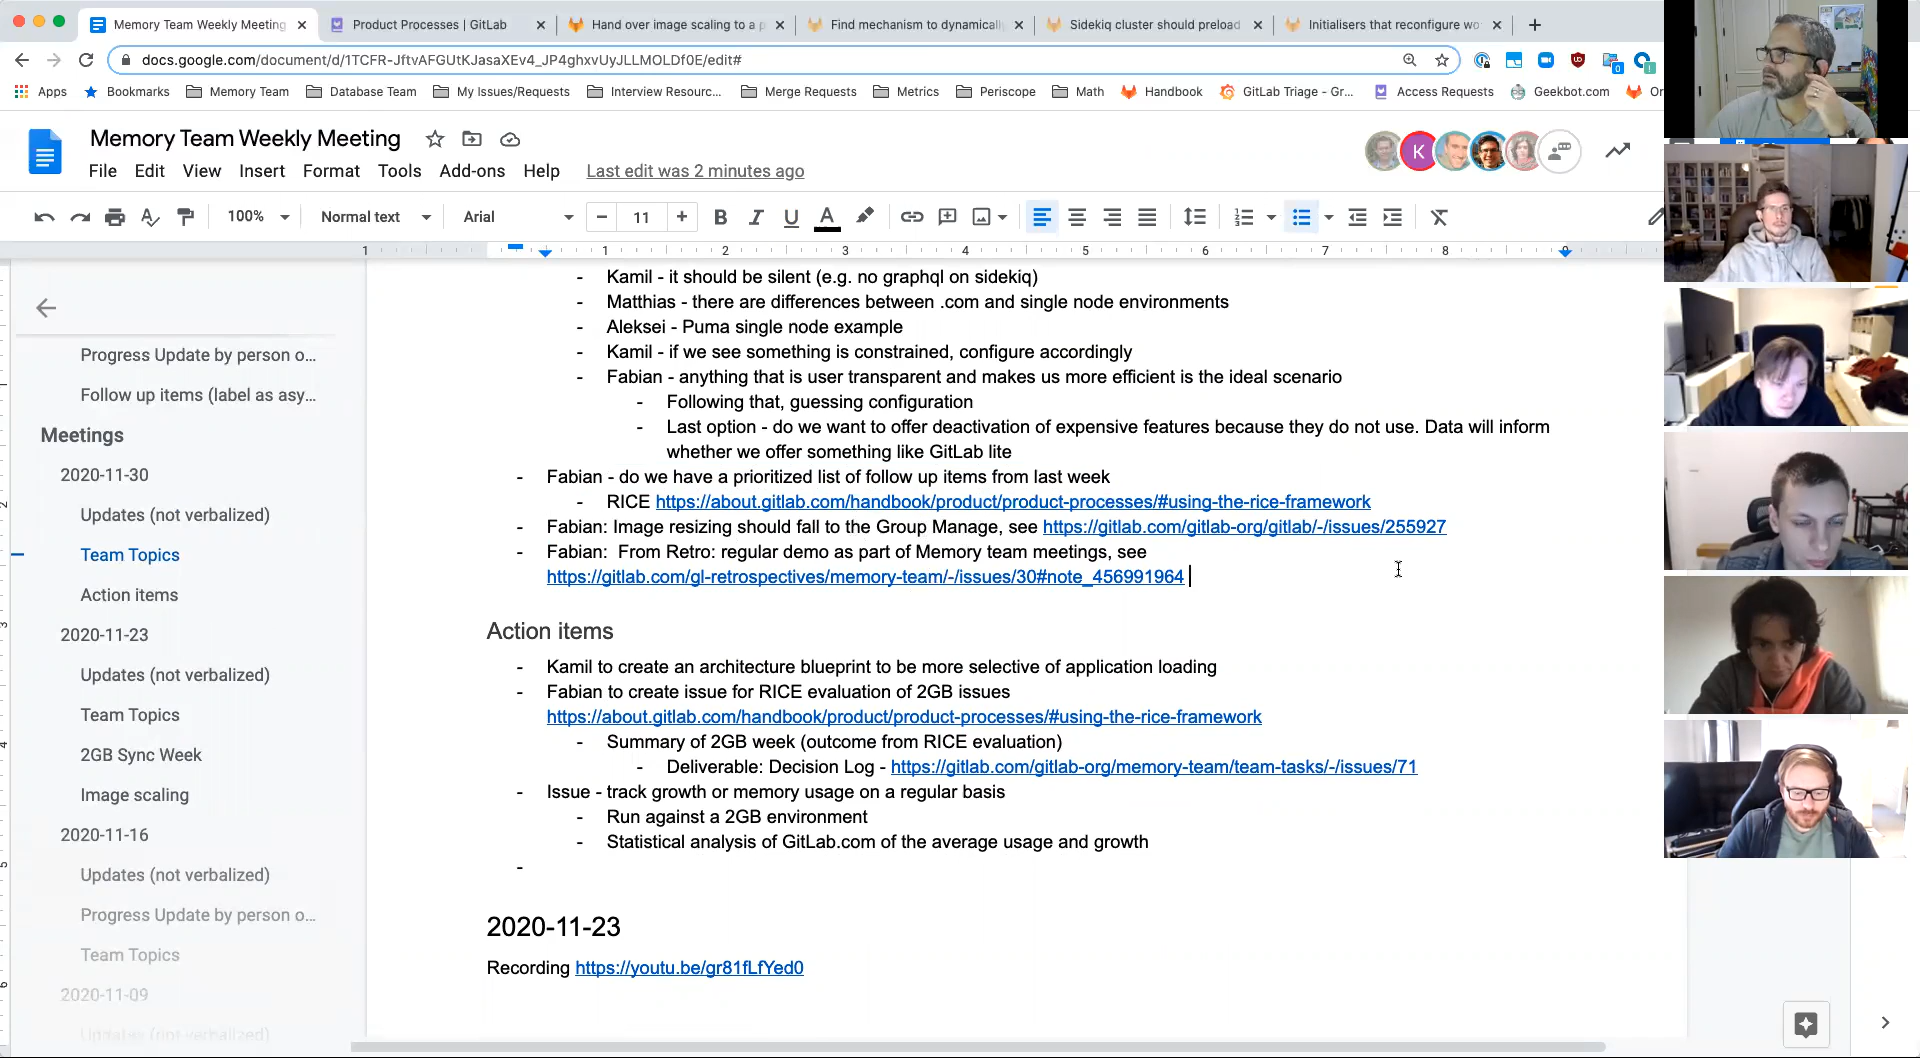 Memory Team Weekly Meeting
Product Processes | GitLab
Hand over image scaling to a p
Find mechanism to dynamicall
Sidekiq cluster should preload
Initialisers that reconfigure wo
docs.google.com/document/d/1TCFR-JftvAFGUtKJasaXEv4_JP4ghxvUyJLLMOLDf0E/edit#
Apps
Bookmarks
Memory Team
Database Team
My Issues/Requests
Interview Resourc...
Merge Requests
Metrics
Periscope
Math
Handbook
GitLab Triage - Gr...
Access Requests
Geekbot.com
Or
Memory Team Weekly Meeting
K
File Edit View Insert Format Tools Add-ons Help Last edit was 2 minutes ago
100% Normal text Arial 11 B I U A
1 1 2 3 4 5 6 7 8 9
Progress Update by person o...
Follow up items (label as asy...
Meetings
2020-11-30
Updates (not verbalized)
Team Topics
Action items
2020-11-23
Updates (not verbalized)
Team Topics
2GB Sync Week
Image scaling
2020-11-16
Updates (not verbalized)
Progress Update by person o...
Team Topics
2020-11-09
Updates (not verbalized)
- Kamil - it should be silent (e.g. no graphql on sidekiq)
- Matthias - there are differences between .com and single node environments
- Aleksei - Puma single node example
- Kamil - if we see something is constrained, configure accordingly
- Fabian - anything that is user transparent and makes us more efficient is the ideal scenario
- Following that, guessing configuration
- Last option - do we want to offer deactivation of expensive features because they do not use. Data will inform
whether we offer something like GitLab lite
- Fabian - do we have a prioritized list of follow up items from last week
- RICE https://about.gitlab.com/handbook/product/product-processes/#using-the-rice-framework
- Fabian: Image resizing should fall to the Group Manage, see https://gitlab.com/gitlab-org/gitlab/-/issues/255927
- Fabian: From Retro: regular demo as part of Memory team meetings, see
https://gitlab.com/gl-retrospectives/memory-team/-/issues/30#note_456991964
Action items
- Kamil to create an architecture blueprint to be more selective of application loading
- Fabian to create issue for RICE evaluation of 2GB issues
https://about.gitlab.com/handbook/product/product-processes/#using-the-rice-framework
- Summary of 2GB week (outcome from RICE evaluation)
- Deliverable: Decision Log - https://gitlab.com/gitlab-org/memory-team/team-tasks/-/issues/71
- Issue - track growth or memory usage on a regular basis
- Run against a 2GB environment
- Statistical analysis of GitLab.com of the average usage and growth
-
2020-11-23
Recording https://youtu.be/gr81fLfYed0